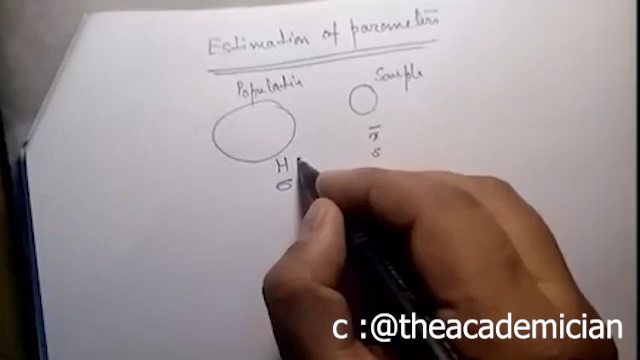 Estimation of parameters
Population Sample
x̄
μ s
σ
c :@theacademician